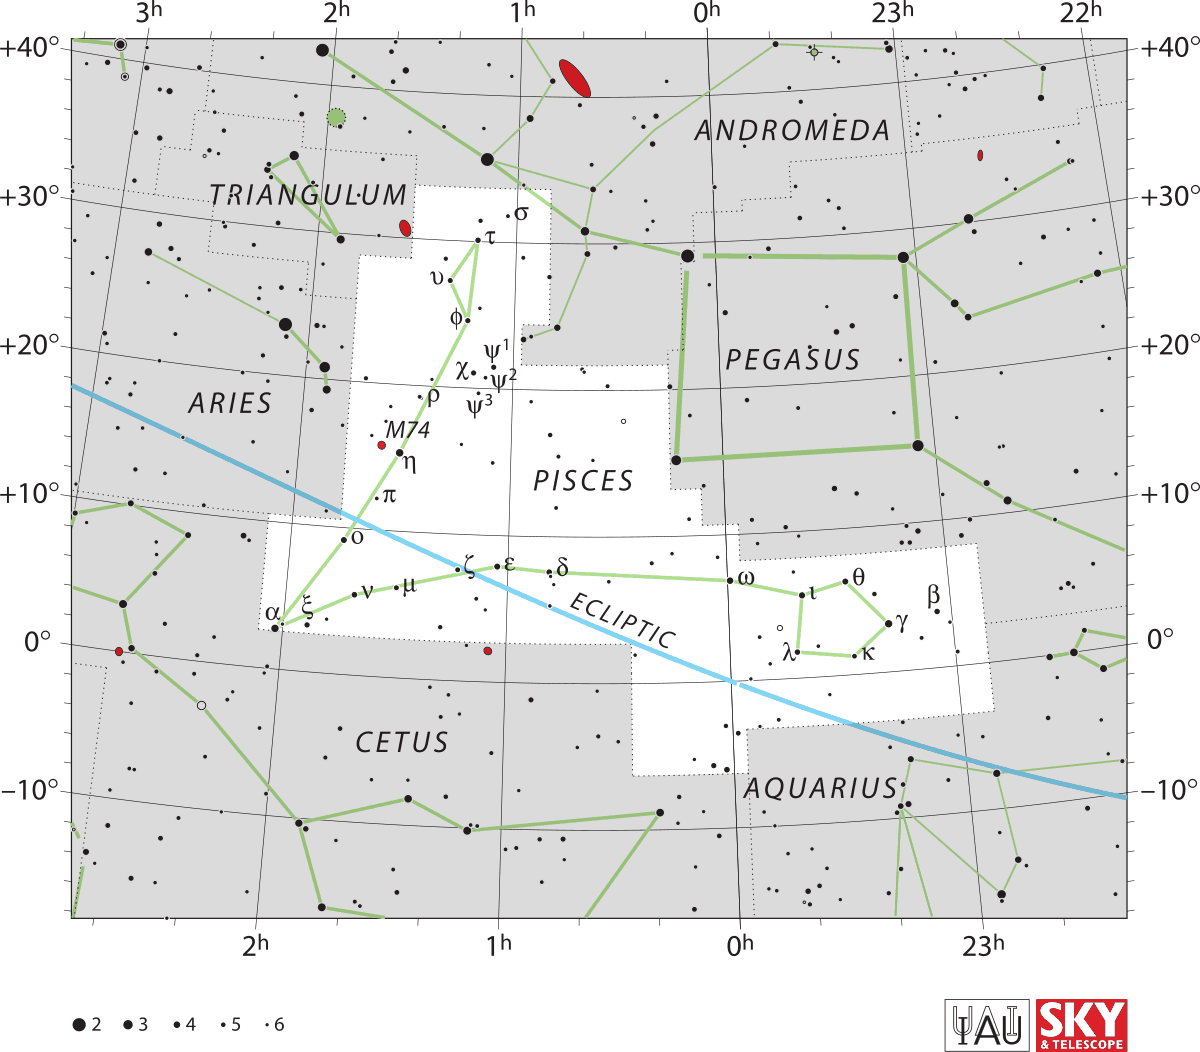 3h 2h 1h 0h 23h 22h
+40° +40°
ANDROMEDA
+30° TRIANGULUM +30°
σ
τ
υ
ϕ
+20° ψ1 PEGASUS +20°
χ ψ2
ρ ψ3
ARIES
M74
η
PISCES
+10° π +10°
ο
ζ ε δ ω θ
ν μ ι β
α ξ ECLIPTIC γ
0° λ κ 0°
CETUS
–10° AQUARIUS –10°
2h 1h 0h 23h
2 3 4 5 6
IAU SKY
& TELESCOPE